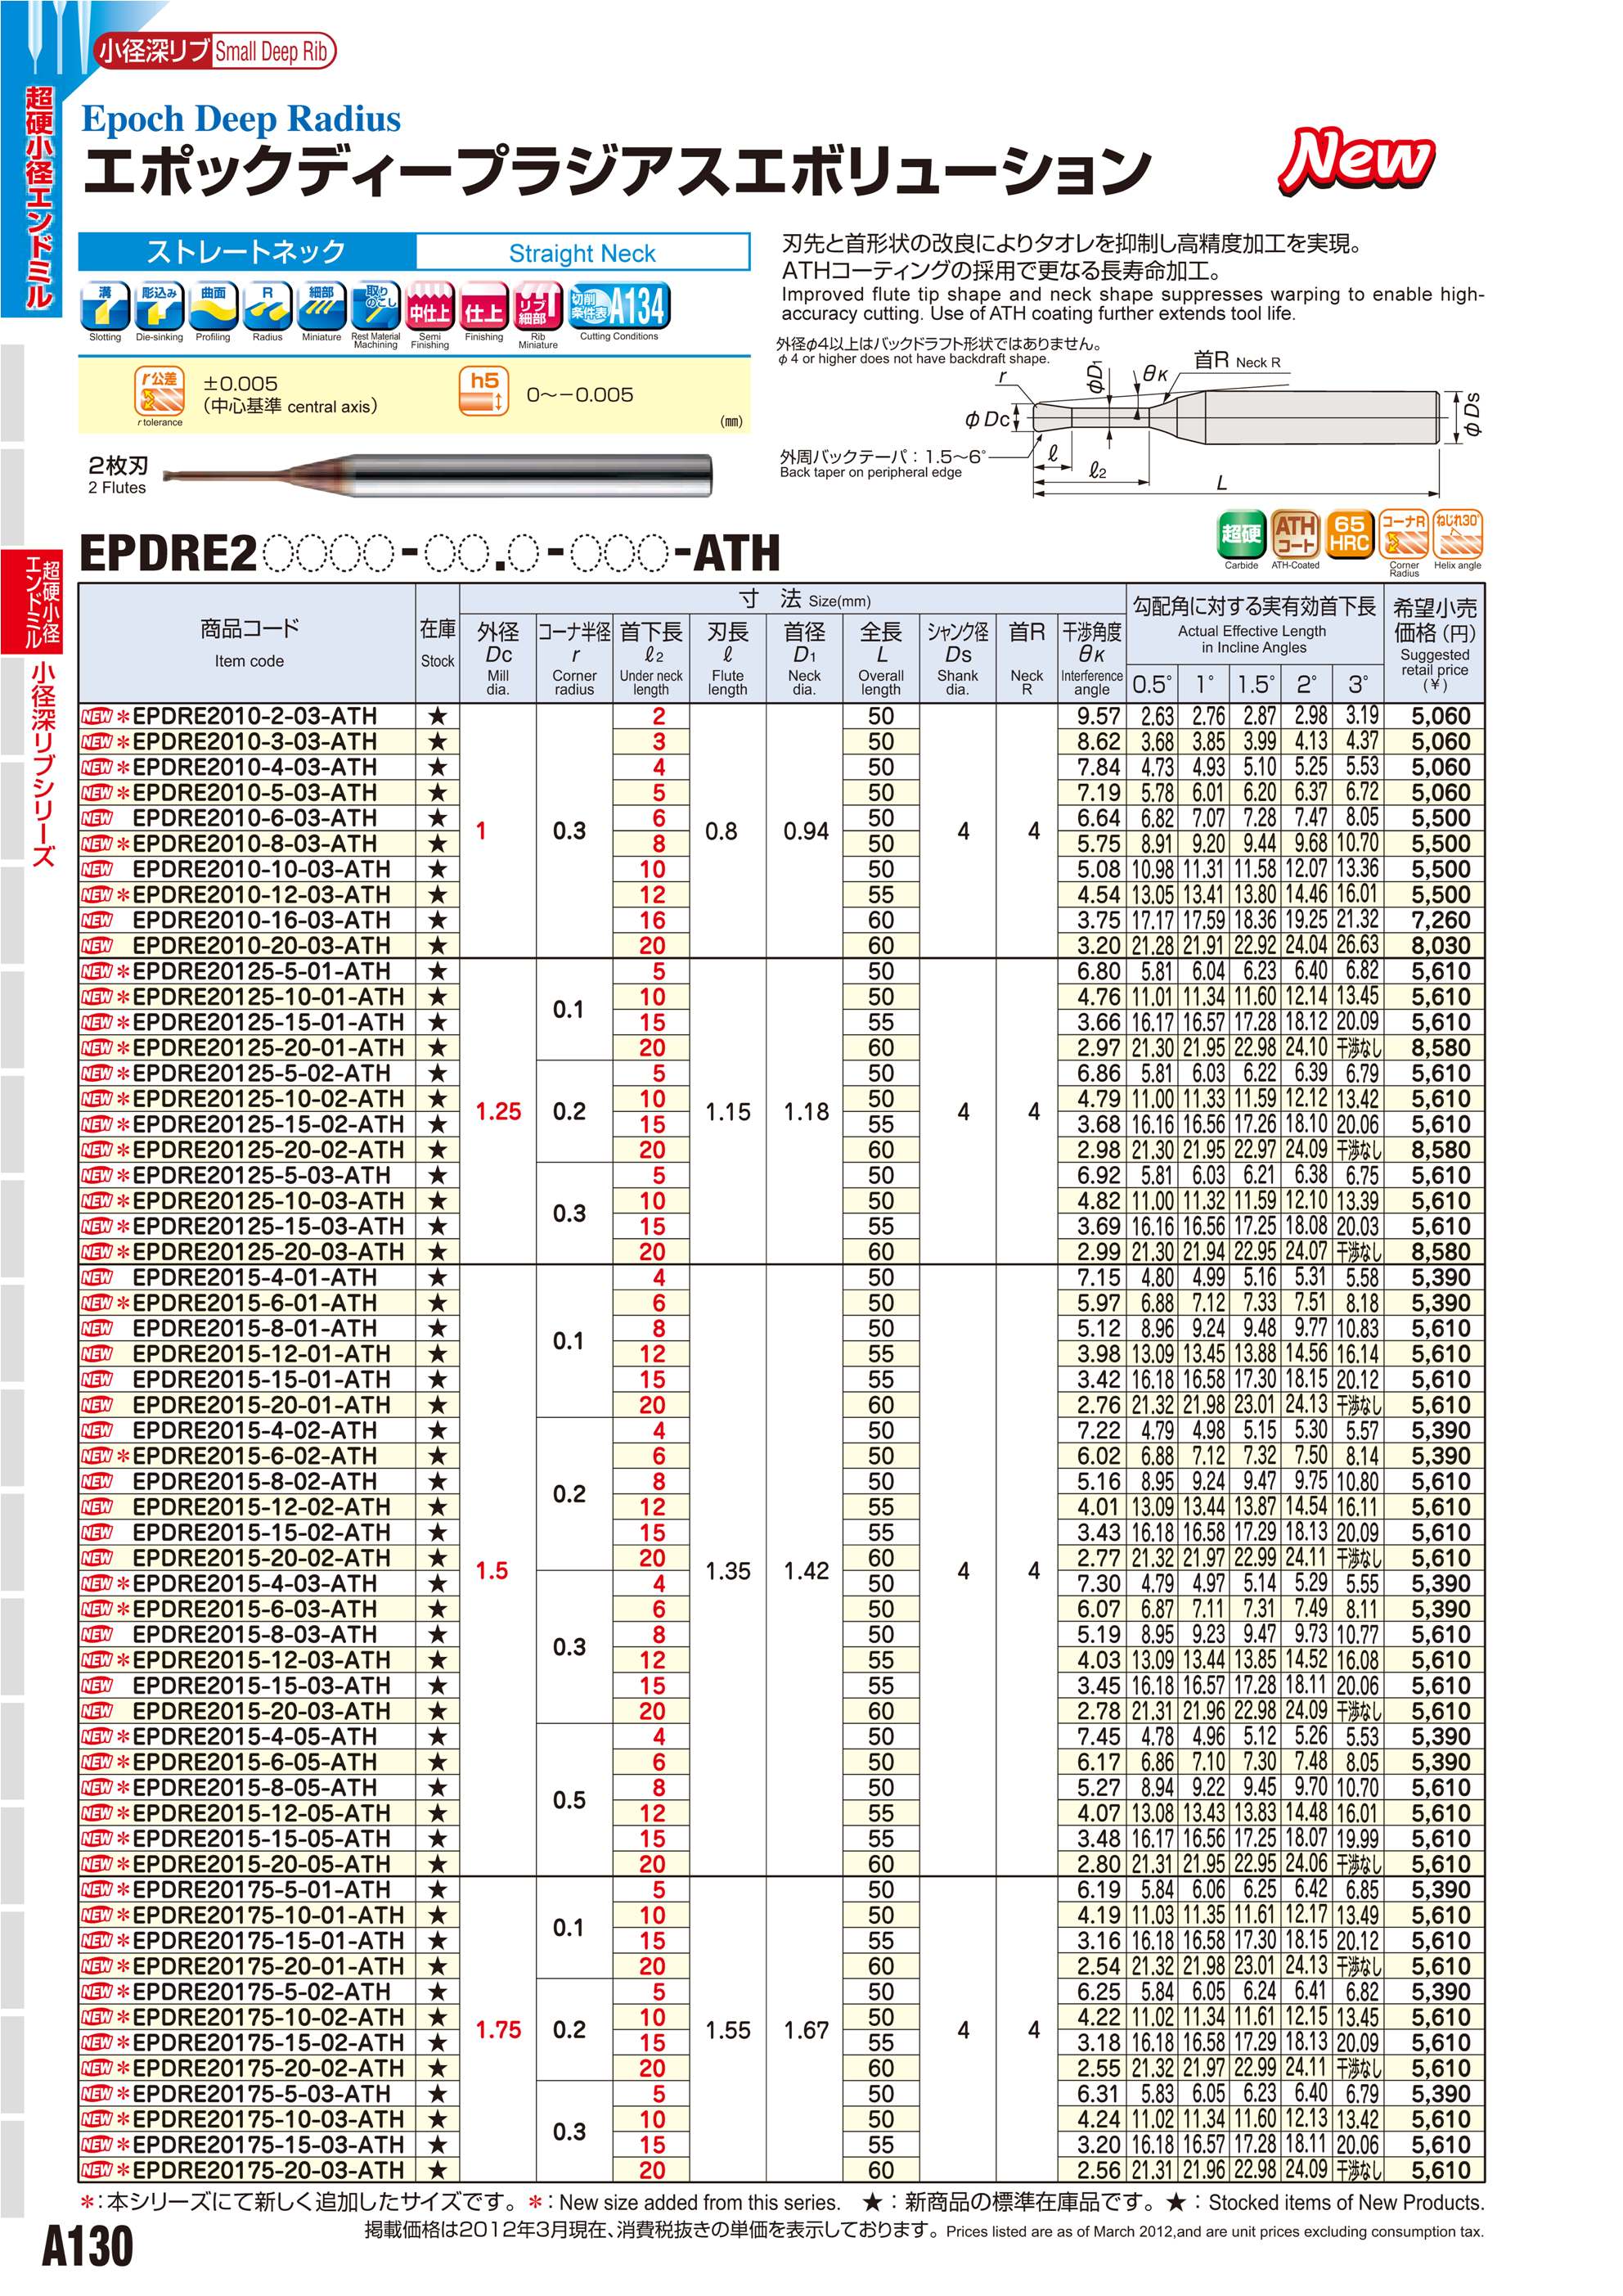 小径深リブ Small Deep Rib
超硬小径エンドミル
Epoch Deep Radius
エポックディープラジアスエボリューション
New
ストレートネック Straight Neck
溝 彫込み 曲面 R 細部 取りのこし 中仕上 仕上 リブ細部 切削条件表 A134
Slotting Die-sinking Profiling Radius Miniature Rest Material Machining Semi Finishing Finishing Rib Miniature Cutting Conditions
刃先と首形状の改良によりタオレを抑制し高精度加工を実現。
ATHコーティングの採用で更なる長寿命加工。
Improved flute tip shape and neck shape suppresses warping to enable high-
accuracy cutting. Use of ATH coating further extends tool life.
r公差 r tolerance ±0.005
（中心基準 central axis）
h5 0〜−0.005
(mm)
2枚刃
2 Flutes
外径φ4以上はバックドラフト形状ではありません。
φ 4 or higher does not have backdraft shape.
r φD1 θK 首R Neck R
φDc φDs
外周バックテーパ：1.5〜6°
Back taper on peripheral edge
ℓ ℓ2 L
EPDRE2○○○○-○○.○-○○○-ATH
超硬 ATHコート 65HRC コーナR ねじれ30°
Carbide ATH-Coated Corner Radius Helix angle
超硬小径エンドミル
小径深リブシリーズ
商品コード Item code 在庫 Stock 寸 法 Size(mm) 勾配角に対する実有効首下長 Actual Effective Length in Incline Angles 希望小売価格 (円) Suggested retail price (¥)
外径 Dc Mill dia. コーナ半径 r Corner radius 首下長 ℓ2 Under neck length 刃長 ℓ Flute length 首径 D1 Neck dia. 全長 L Overall length シャンク径 Ds Shank dia. 首R Neck R 干渉角度 θK Interference angle 0.5° 1° 1.5° 2° 3°
NEW *EPDRE2010-2-03-ATH ★ 2 50 9.57 2.63 2.76 2.87 2.98 3.19 5,060
NEW *EPDRE2010-3-03-ATH ★ 3 50 8.62 3.68 3.85 3.99 4.13 4.37 5,060
NEW *EPDRE2010-4-03-ATH ★ 4 50 7.84 4.73 4.93 5.10 5.25 5.53 5,060
NEW *EPDRE2010-5-03-ATH ★ 5 50 7.19 5.78 6.01 6.20 6.37 6.72 5,060
NEW EPDRE2010-6-03-ATH ★ 6 50 6.64 6.82 7.07 7.28 7.47 8.05 5,500
1 0.3 0.8 0.94 4 4
NEW *EPDRE2010-8-03-ATH ★ 8 50 5.75 8.91 9.20 9.44 9.68 10.70 5,500
NEW EPDRE2010-10-03-ATH ★ 10 50 5.08 10.98 11.31 11.58 12.07 13.36 5,500
NEW *EPDRE2010-12-03-ATH ★ 12 55 4.54 13.05 13.41 13.80 14.46 16.01 5,500
NEW EPDRE2010-16-03-ATH ★ 16 60 3.75 17.17 17.59 18.36 19.25 21.32 7,260
NEW EPDRE2010-20-03-ATH ★ 20 60 3.20 21.28 21.91 22.92 24.04 26.63 8,030
NEW *EPDRE20125-5-01-ATH ★ 5 50 6.80 5.81 6.04 6.23 6.40 6.82 5,610
NEW *EPDRE20125-10-01-ATH ★ 10 50 4.76 11.01 11.34 11.60 12.14 13.45 5,610
0.1
NEW *EPDRE20125-15-01-ATH ★ 15 55 3.66 16.17 16.57 17.28 18.12 20.09 5,610
NEW *EPDRE20125-20-01-ATH ★ 20 60 2.97 21.30 21.95 22.98 24.10 干渉なし 8,580
NEW *EPDRE20125-5-02-ATH ★ 5 50 6.86 5.81 6.03 6.22 6.39 6.79 5,610
NEW *EPDRE20125-10-02-ATH ★ 10 50 4.79 11.00 11.33 11.59 12.12 13.42 5,610
1.25 0.2 1.15 1.18 4 4
NEW *EPDRE20125-15-02-ATH ★ 15 55 3.68 16.16 16.56 17.26 18.10 20.06 5,610
NEW *EPDRE20125-20-02-ATH ★ 20 60 2.98 21.30 21.95 22.97 24.09 干渉なし 8,580
NEW *EPDRE20125-5-03-ATH ★ 5 50 6.92 5.81 6.03 6.21 6.38 6.75 5,610
NEW *EPDRE20125-10-03-ATH ★ 10 50 4.82 11.00 11.32 11.59 12.10 13.39 5,610
0.3
NEW *EPDRE20125-15-03-ATH ★ 15 55 3.69 16.16 16.56 17.25 18.08 20.03 5,610
NEW *EPDRE20125-20-03-ATH ★ 20 60 2.99 21.30 21.94 22.95 24.07 干渉なし 8,580
NEW EPDRE2015-4-01-ATH ★ 4 50 7.15 4.80 4.99 5.16 5.31 5.58 5,390
NEW *EPDRE2015-6-01-ATH ★ 6 50 5.97 6.88 7.12 7.33 7.51 8.18 5,390
NEW EPDRE2015-8-01-ATH ★ 8 50 5.12 8.96 9.24 9.48 9.77 10.83 5,610
0.1
NEW EPDRE2015-12-01-ATH ★ 12 55 3.98 13.09 13.45 13.88 14.56 16.14 5,610
NEW EPDRE2015-15-01-ATH ★ 15 55 3.42 16.18 16.58 17.30 18.15 20.12 5,610
NEW EPDRE2015-20-01-ATH ★ 20 60 2.76 21.32 21.98 23.01 24.13 干渉なし 5,610
NEW EPDRE2015-4-02-ATH ★ 4 50 7.22 4.79 4.98 5.15 5.30 5.57 5,390
NEW *EPDRE2015-6-02-ATH ★ 6 50 6.02 6.88 7.12 7.32 7.50 8.14 5,390
NEW EPDRE2015-8-02-ATH ★ 8 50 5.16 8.95 9.24 9.47 9.75 10.80 5,610
0.2
NEW EPDRE2015-12-02-ATH ★ 12 55 4.01 13.09 13.44 13.87 14.54 16.11 5,610
NEW EPDRE2015-15-02-ATH ★ 15 55 3.43 16.18 16.58 17.29 18.13 20.09 5,610
NEW EPDRE2015-20-02-ATH ★ 20 60 2.77 21.32 21.97 22.99 24.11 干渉なし 5,610
1.5 1.35 1.42 4 4
NEW *EPDRE2015-4-03-ATH ★ 4 50 7.30 4.79 4.97 5.14 5.29 5.55 5,390
NEW *EPDRE2015-6-03-ATH ★ 6 50 6.07 6.87 7.11 7.31 7.49 8.11 5,390
NEW EPDRE2015-8-03-ATH ★ 8 50 5.19 8.95 9.23 9.47 9.73 10.77 5,610
0.3
NEW *EPDRE2015-12-03-ATH ★ 12 55 4.03 13.09 13.44 13.85 14.52 16.08 5,610
NEW EPDRE2015-15-03-ATH ★ 15 55 3.45 16.18 16.57 17.28 18.11 20.06 5,610
NEW EPDRE2015-20-03-ATH ★ 20 60 2.78 21.31 21.96 22.98 24.09 干渉なし 5,610
NEW *EPDRE2015-4-05-ATH ★ 4 50 7.45 4.78 4.96 5.12 5.26 5.53 5,390
NEW *EPDRE2015-6-05-ATH ★ 6 50 6.17 6.86 7.10 7.30 7.48 8.05 5,390
NEW *EPDRE2015-8-05-ATH ★ 8 50 5.27 8.94 9.22 9.45 9.70 10.70 5,610
0.5
NEW *EPDRE2015-12-05-ATH ★ 12 55 4.07 13.08 13.43 13.83 14.48 16.01 5,610
NEW *EPDRE2015-15-05-ATH ★ 15 55 3.48 16.17 16.56 17.25 18.07 19.99 5,610
NEW *EPDRE2015-20-05-ATH ★ 20 60 2.80 21.31 21.95 22.95 24.06 干渉なし 5,610
NEW *EPDRE20175-5-01-ATH ★ 5 50 6.19 5.84 6.06 6.25 6.42 6.85 5,390
NEW *EPDRE20175-10-01-ATH ★ 10 50 4.19 11.03 11.35 11.61 12.17 13.49 5,610
0.1
NEW *EPDRE20175-15-01-ATH ★ 15 55 3.16 16.18 16.58 17.30 18.15 20.12 5,610
NEW *EPDRE20175-20-01-ATH ★ 20 60 2.54 21.32 21.98 23.01 24.13 干渉なし 5,610
NEW *EPDRE20175-5-02-ATH ★ 5 50 6.25 5.84 6.05 6.24 6.41 6.82 5,390
NEW *EPDRE20175-10-02-ATH ★ 10 50 4.22 11.02 11.34 11.61 12.15 13.45 5,610
1.75 0.2 1.55 1.67 4 4
NEW *EPDRE20175-15-02-ATH ★ 15 55 3.18 16.18 16.58 17.29 18.13 20.09 5,610
NEW *EPDRE20175-20-02-ATH ★ 20 60 2.55 21.32 21.97 22.99 24.11 干渉なし 5,610
NEW *EPDRE20175-5-03-ATH ★ 5 50 6.31 5.83 6.05 6.23 6.40 6.79 5,390
NEW *EPDRE20175-10-03-ATH ★ 10 50 4.24 11.02 11.34 11.60 12.13 13.42 5,610
0.3
NEW *EPDRE20175-15-03-ATH ★ 15 55 3.20 16.18 16.57 17.28 18.11 20.06 5,610
NEW *EPDRE20175-20-03-ATH ★ 20 60 2.56 21.31 21.96 22.98 24.09 干渉なし 5,610
*：本シリーズにて新しく追加したサイズです。*：New size added from this series. ★：新商品の標準在庫品です。★：Stocked items of New Products.
掲載価格は2012年3月現在、消費税抜きの単価を表示しております。Prices listed are as of March 2012,and are unit prices excluding consumption tax.
A130